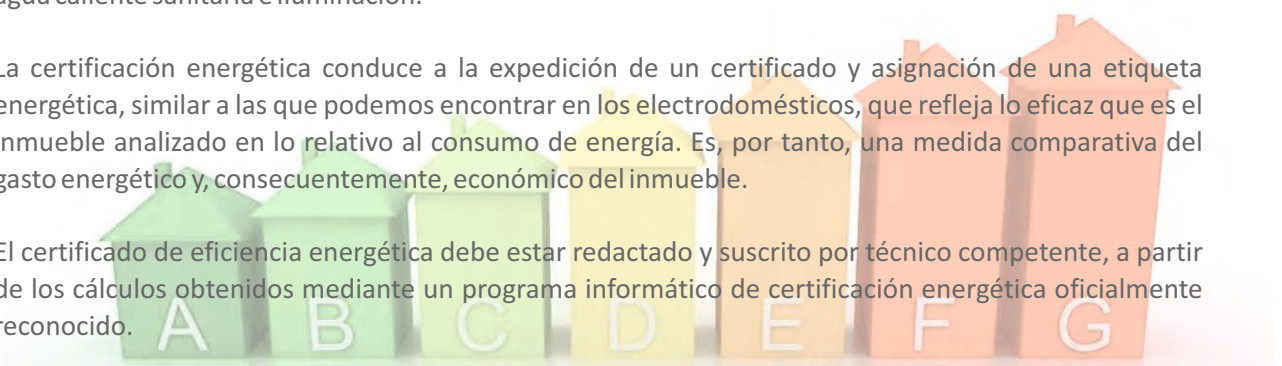 agua caliente sanitaria e iluminación.
La certificación energética conduce a la expedición de un certificado y asignación de una etiqueta
energética, similar a las que podemos encontrar en los electrodomésticos, que refleja lo eficaz que es el
inmueble analizado en lo relativo al consumo de energía. Es, por tanto, una medida comparativa del
gasto energético y, consecuentemente, económico del inmueble.
El certificado de eficiencia energética debe estar redactado y suscrito por técnico competente, a partir
de los cálculos obtenidos mediante un programa informático de certificación energética oficialmente
reconocido.
A B C D E F G